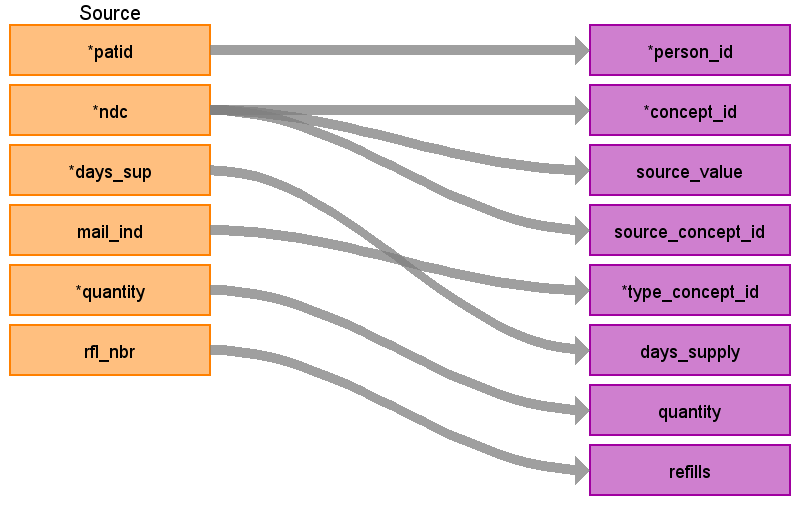 Source
*patid
*person_id
*ndc
*concept_id
*days_sup
source_value
mail_ind
source_concept_id
*quantity
*type_concept_id
rfl_nbr
days_supply
quantity
refills